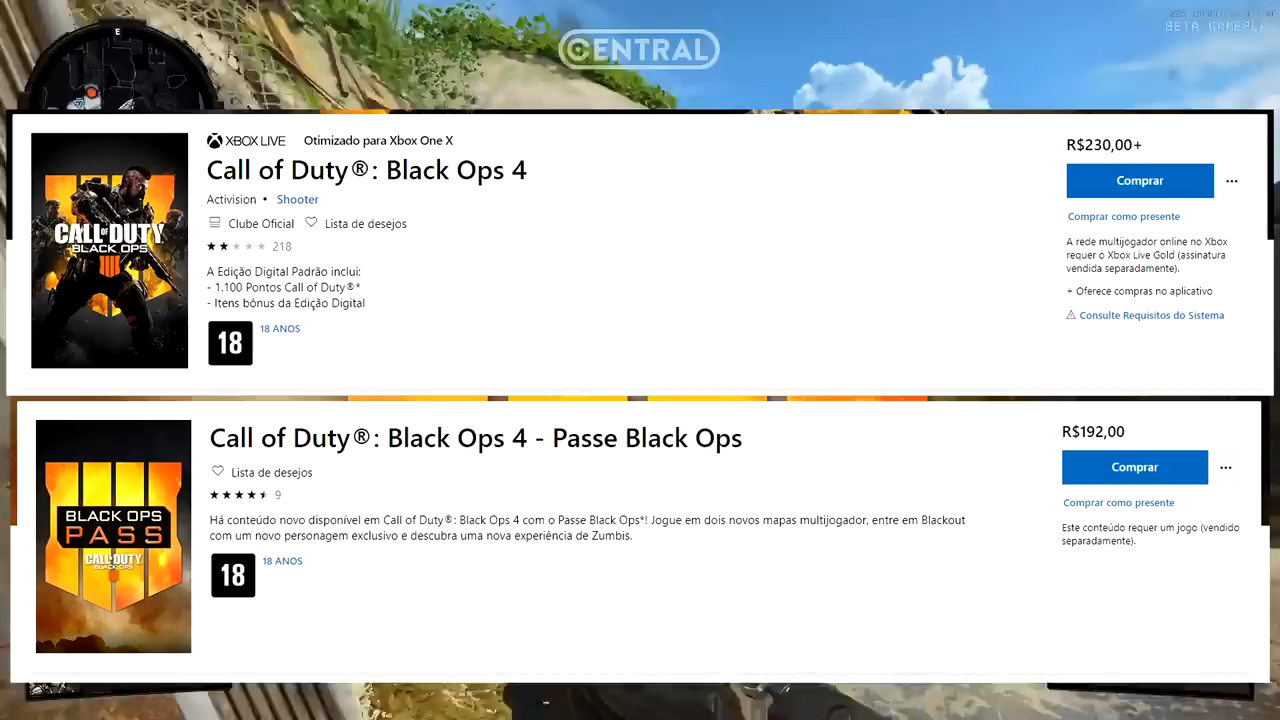 E
CENTRAL
BETA GAMEPLAY
XBOX LIVE Otimizado para Xbox One X
Call of Duty®: Black Ops 4
Activision • Shooter
Clube Oficial Lista de desejos
218
A Edição Digital Padrão inclui:
- 1.100 Pontos Call of Duty®*
- Itens bônus da Edição Digital
18 18 ANOS
CALL OF DUTY
BLACK OPS
R$230,00+
Comprar ...
Comprar como presente
A rede multijogador online no Xbox
requer o Xbox Live Gold (assinatura
vendida separadamente).
+ Oferece compras no aplicativo
Consulte Requisitos do Sistema
Call of Duty®: Black Ops 4 - Passe Black Ops
Lista de desejos
9
Há conteúdo novo disponível em Call of Duty®: Black Ops 4 com o Passe Black Ops*! Jogue em dois novos mapas multijogador, entre em Blackout
com um novo personagem exclusivo e descubra uma nova experiência de Zumbis.
18 18 ANOS
BLACK OPS
PASS
CALL OF DUTY
BLACK OPS
R$192,00
Comprar ...
Comprar como presente
Este conteúdo requer um jogo (vendido
separadamente).